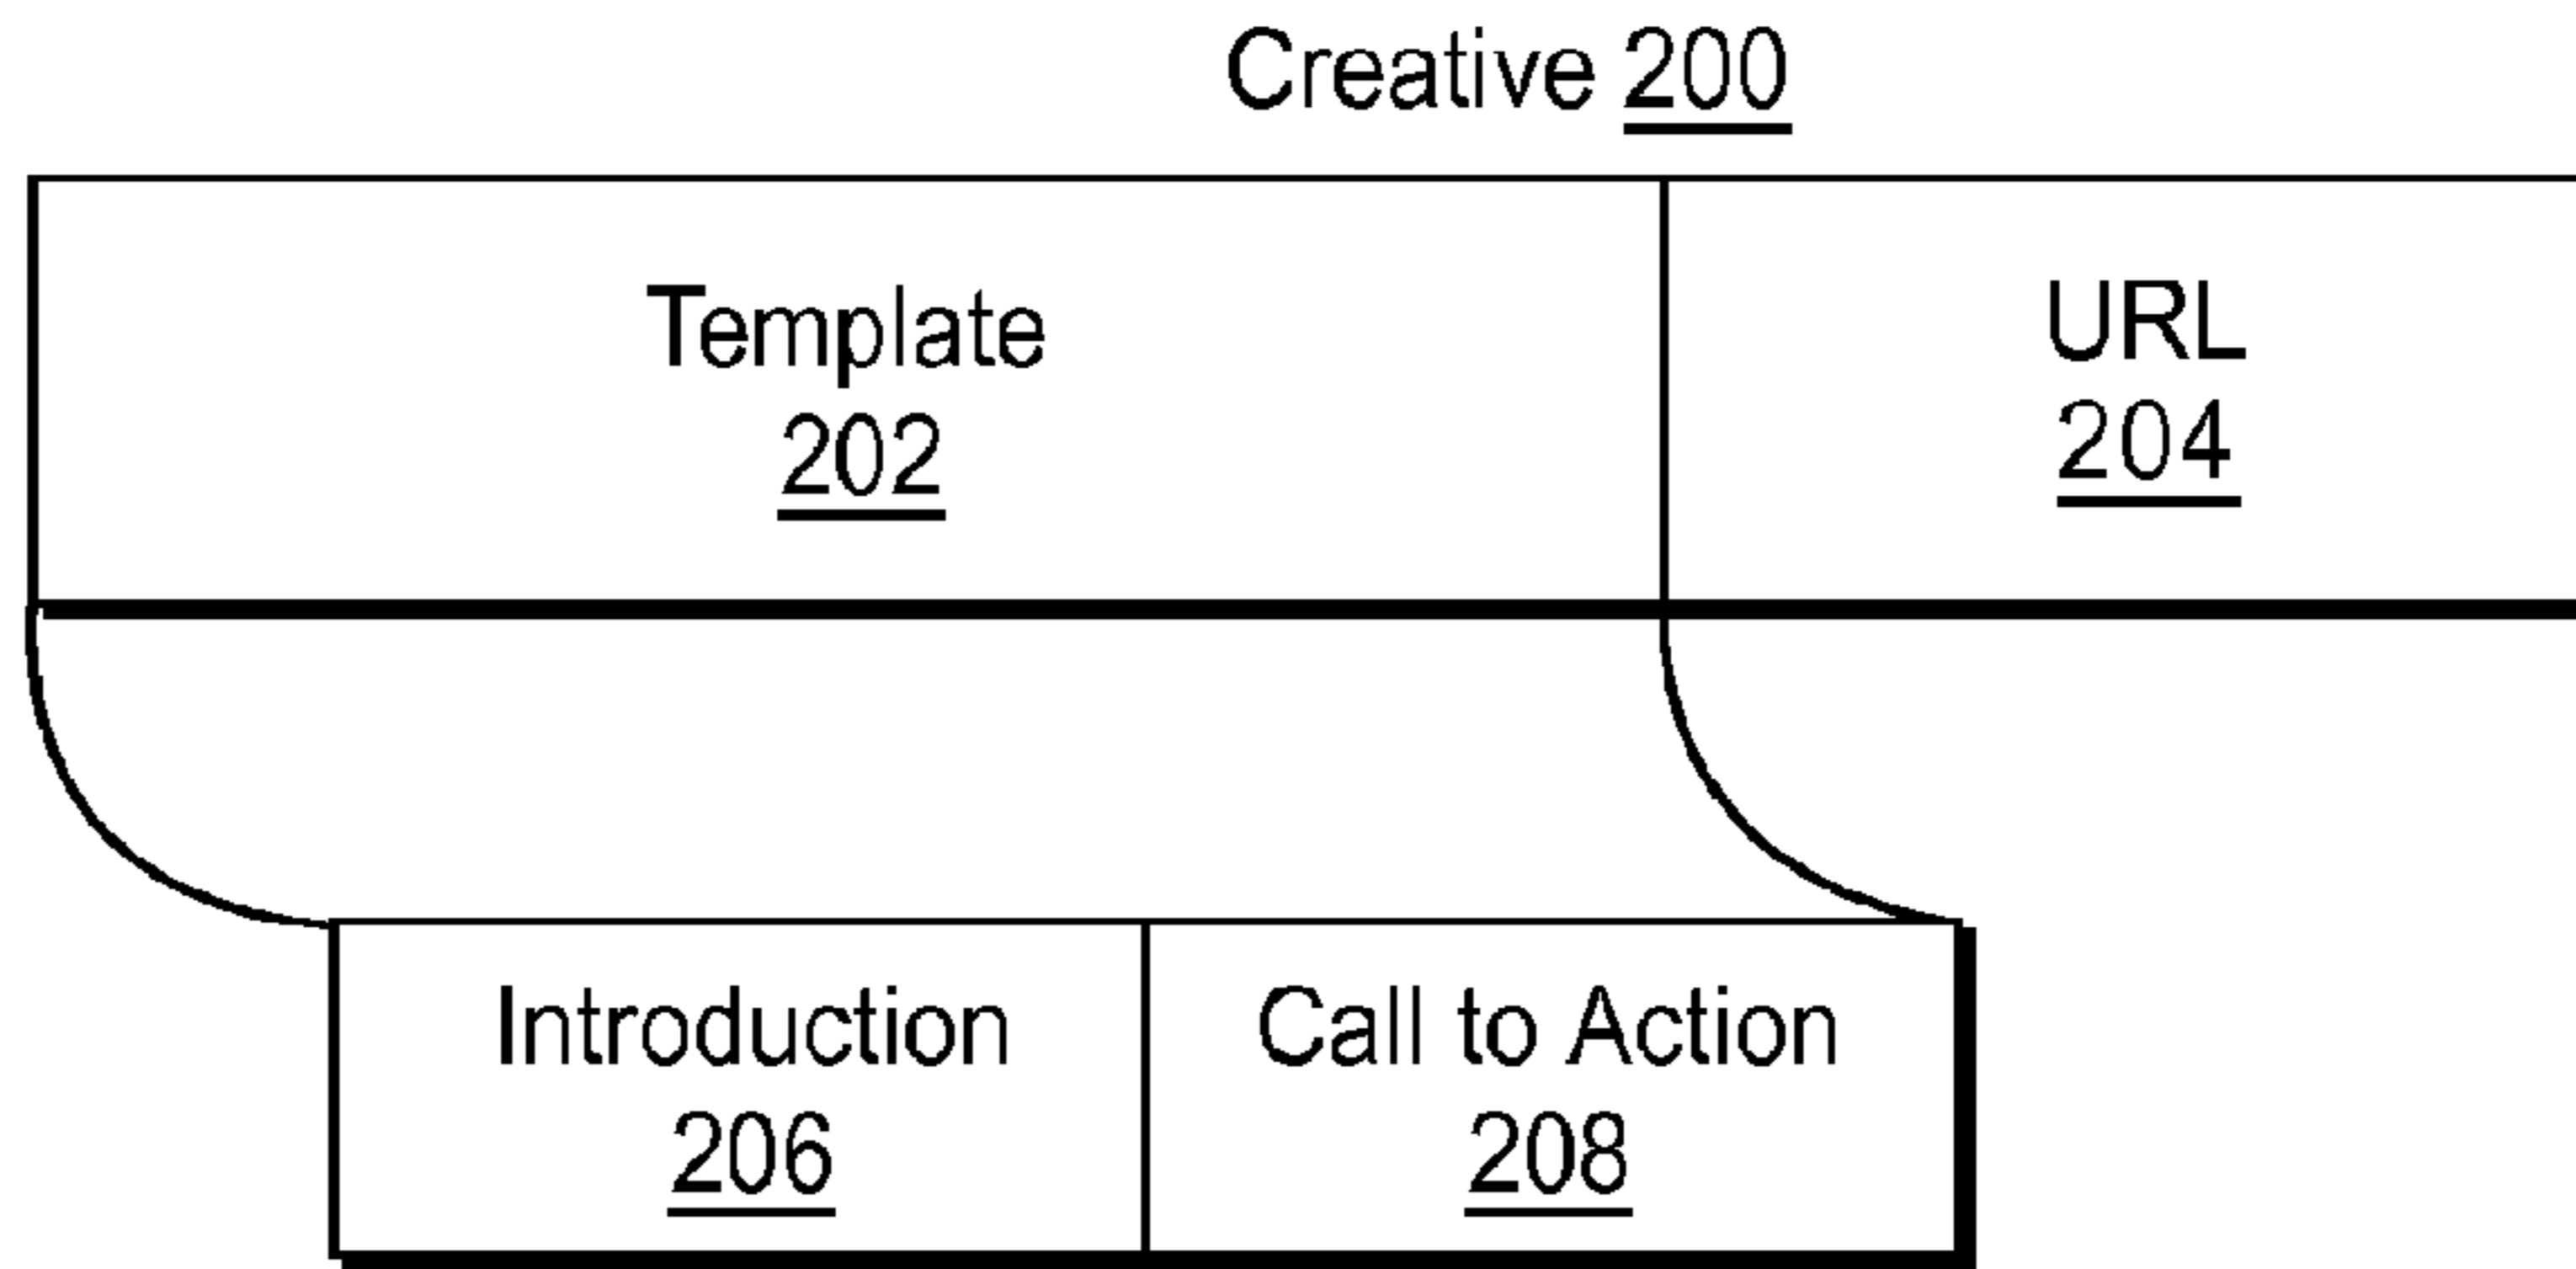 Creative 200
Template
202
URL
204
Introduction
206
Call to Action
208